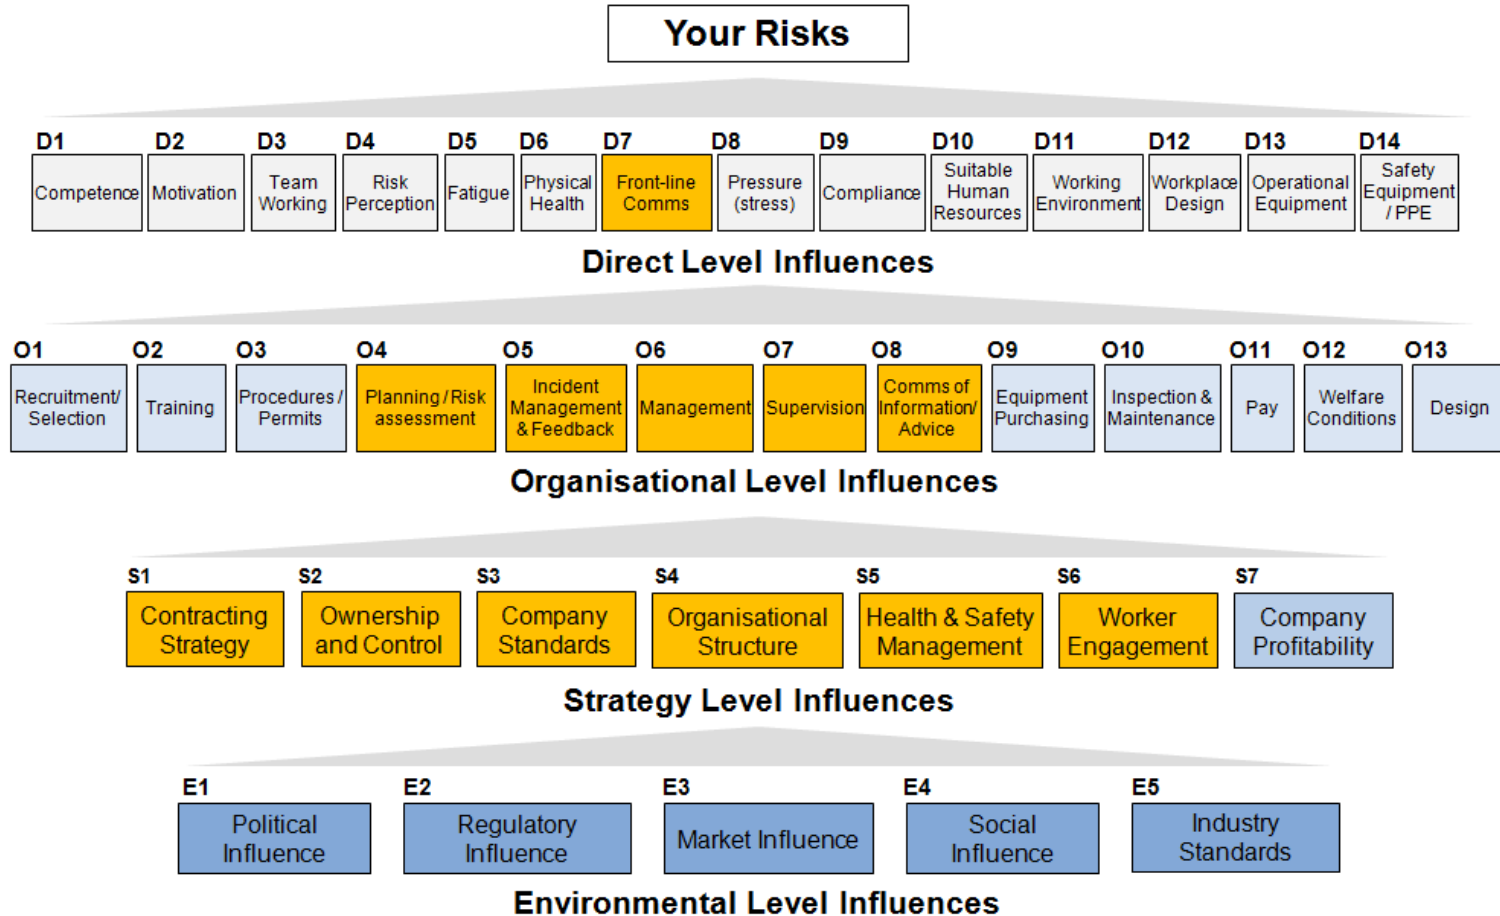 Your Risks
D1 D2 D3 D4 D5 D6 D7 D8 D9 D10 D11 D12 D13 D14
Competence
Motivation
Team
Working
Risk
Perception
Fatigue
Physical
Health
Front-line
Comms
Pressure
(stress)
Compliance
Suitable
Human
Resources
Working
Environment
Workplace
Design
Operational
Equipment
Safety
Equipment
/ PPE
Direct Level Influences
O1 O2 O3 O4 O5 O6 O7 O8 O9 O10 O11 O12 O13
Recruitment/
Selection
Training
Procedures /
Permits
Planning / Risk
assessment
Incident
Management
& Feedback
Management
Supervision
Comms of
Information/
Advice
Equipment
Purchasing
Inspection &
Maintenance
Pay
Welfare
Conditions
Design
Organisational Level Influences
S1 S2 S3 S4 S5 S6 S7
Contracting
Strategy
Ownership
and Control
Company
Standards
Organisational
Structure
Health & Safety
Management
Worker
Engagement
Company
Profitability
Strategy Level Influences
E1 E2 E3 E4 E5
Political
Influence
Regulatory
Influence
Market Influence
Social
Influence
Industry
Standards
Environmental Level Influences